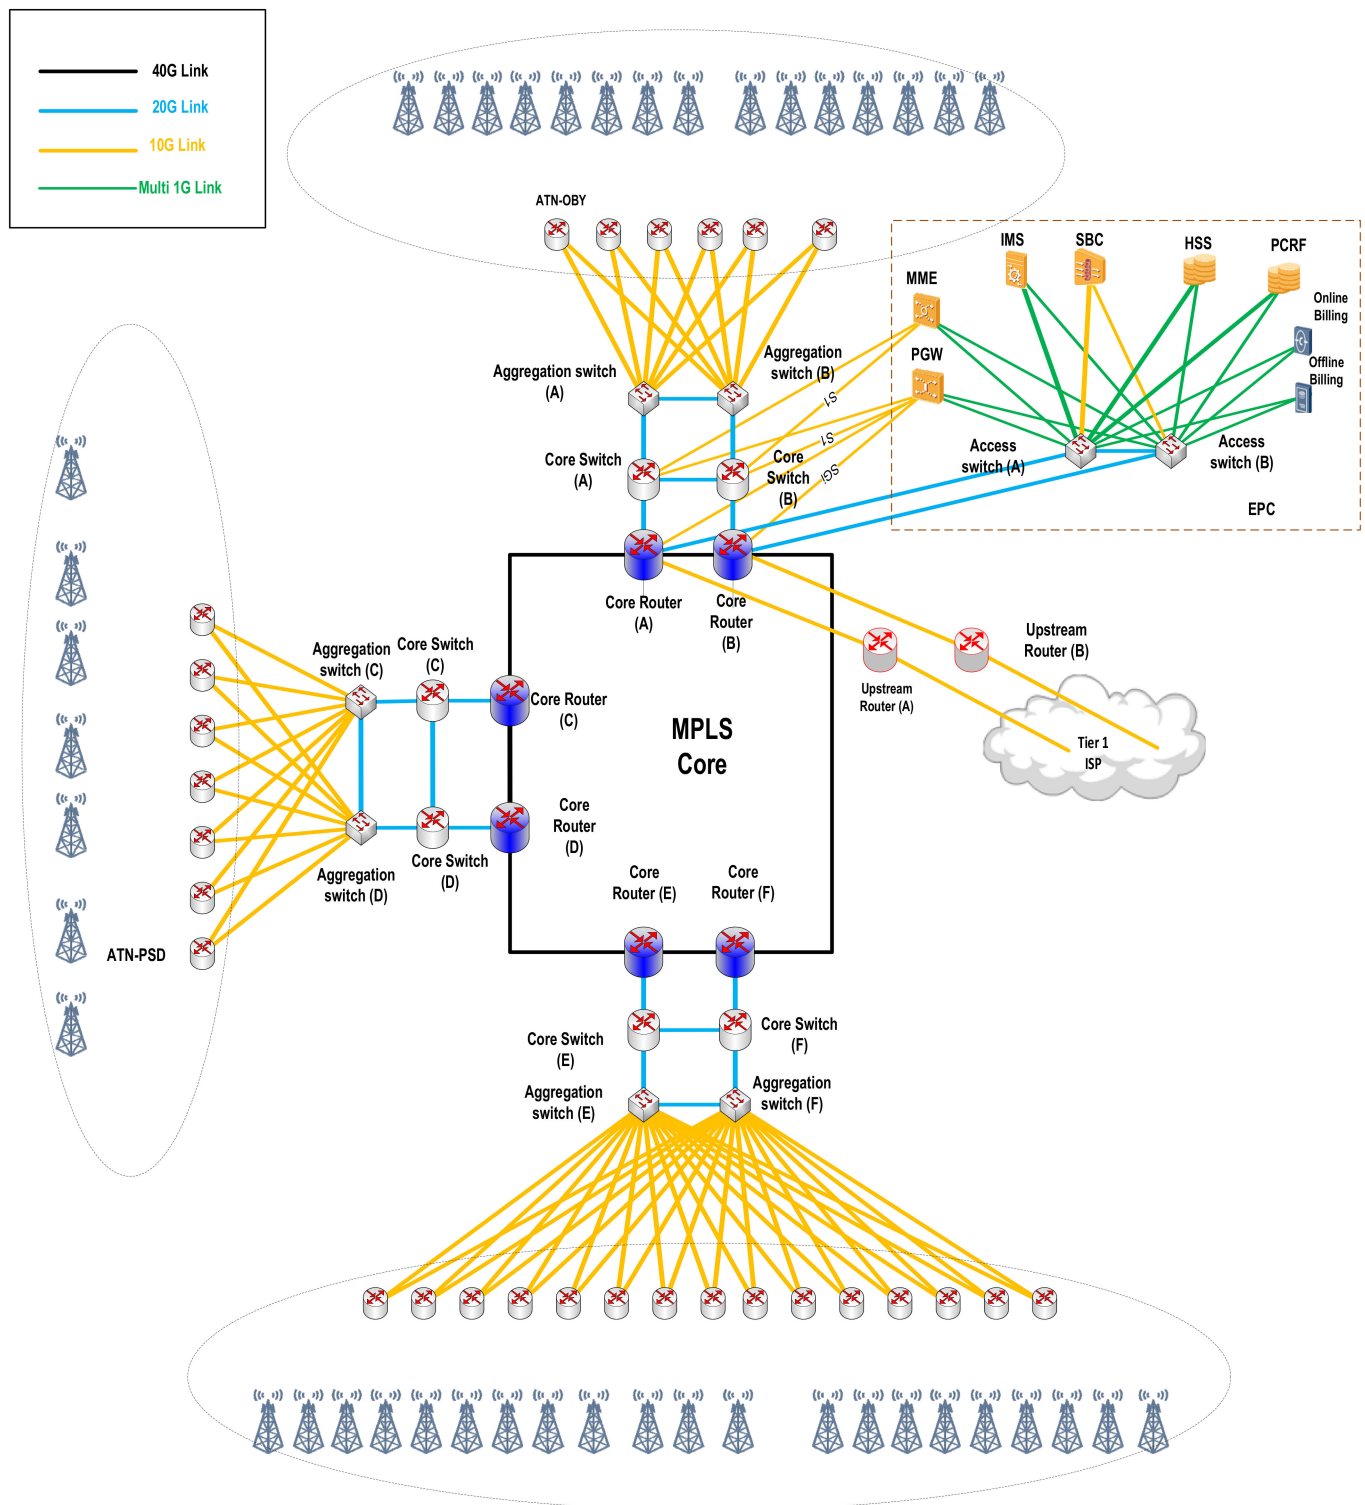 40G Link
20G Link
10G Link
Multi 1G Link
ATN-OBY
IMS
SBC
HSS
PCRF
MME
Online
Billing
PGW
Offline
Billing
Aggregation switch
(A)
Aggregation
switch (B)
S1
S1
SGi
Core Switch
(A)
Core
Switch
(B)
Access
switch (A)
Access
switch (B)
EPC
Core Router
(A)
Core
Router
(B)
Upstream
Router (B)
Upstream
Router (A)
Tier 1
ISP
Aggregation
switch (C)
Core Switch
(C)
Core Router
(C)
MPLS
Core
Core
Router
(D)
Aggregation
switch (D)
Core Switch
(D)
ATN-PSD
Core
Router (E)
Core
Router (F)
Core Switch
(E)
Core Switch
(F)
Aggregation
switch (E)
Aggregation
switch (F)